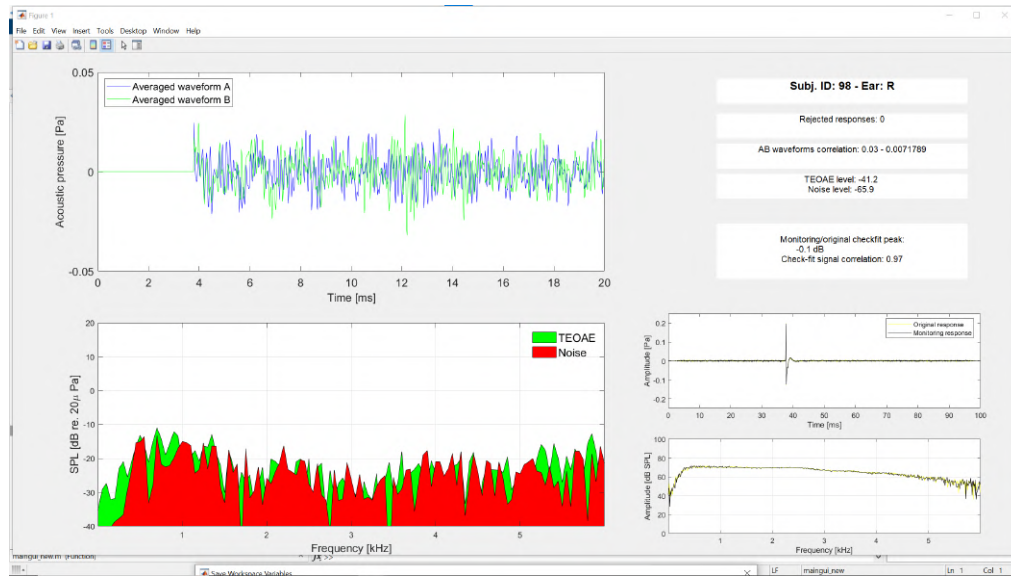 Figure 1
File Edit View Insert Tools Desktop Window Help
0.05
Averaged waveform A
Averaged waveform B
Acoustic pressure [Pa]
0
-0.05
0 2 4 6 8 10 12 14 16 18 20
Time [ms]
Subj. ID: 98 - Ear: R
Rejected responses: 0
AB waveforms correlation: 0.03 - 0.0071789
TEOAE level: -41.2
Noise level: -65.9
Monitoring/original checkfit peak:
-0.1 dB
Check-fit signal correlation: 0.97
20
10
0
-10
-20
-30
-40
SPL [dB re. 20μ Pa]
TEOAE
Noise
1 2 3 4 5
Frequency [kHz]
0.2
0.1
0
-0.1
-0.2
Amplitude [Pa]
Original response
Monitoring response
0 10 20 30 40 50 60 70 80 90 100
Time [ms]
100
80
60
40
20
0
Amplitude [dB SPL]
1 2 3 4 5
Frequency [kHz]
maingui_new.m (Function)
>>
Save Workspace Variables
LF maingui_new Ln 1 Col 1